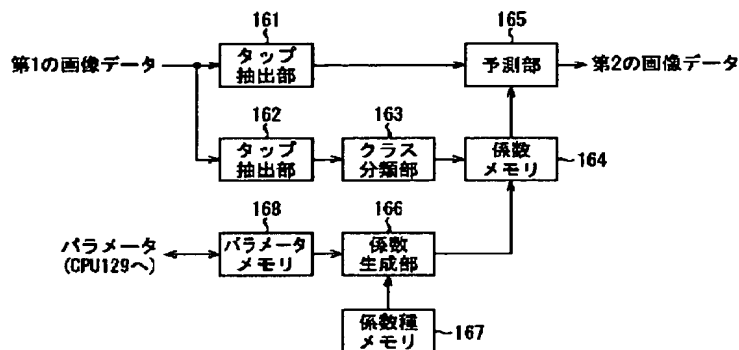 161
165
第1の画像データ
タップ
抽出部
予測部
第2の画像データ
162
163
タップ
抽出部
クラス
分類部
係数
メモリ
164
168
166
パラメータ
(CPU129へ)
パラメータ
メモリ
係数
生成部
係数種
メモリ
167